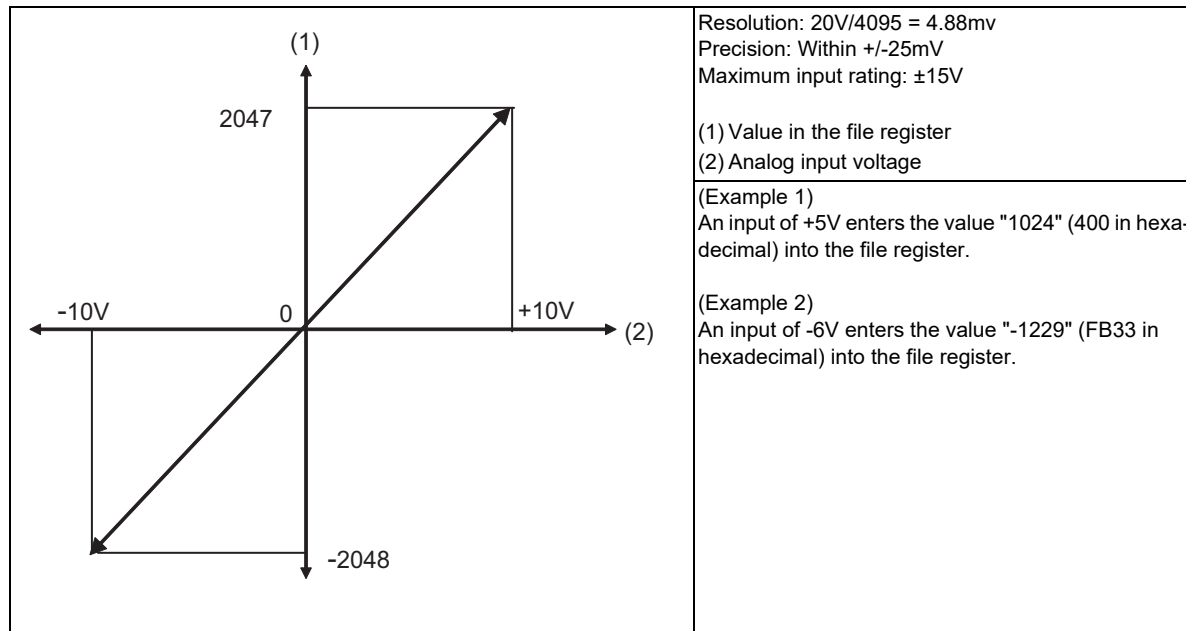 (1)
2047
-10V
0
+10V
(2)
-2048
Resolution: 20V/4095 = 4.88mv
Precision: Within +/-25mV
Maximum input rating: ±15V
(1) Value in the file register
(2) Analog input voltage
(Example 1)
An input of +5V enters the value "1024" (400 in hexa-
decimal) into the file register.
(Example 2)
An input of -6V enters the value "-1229" (FB33 in
hexadecimal) into the file register.